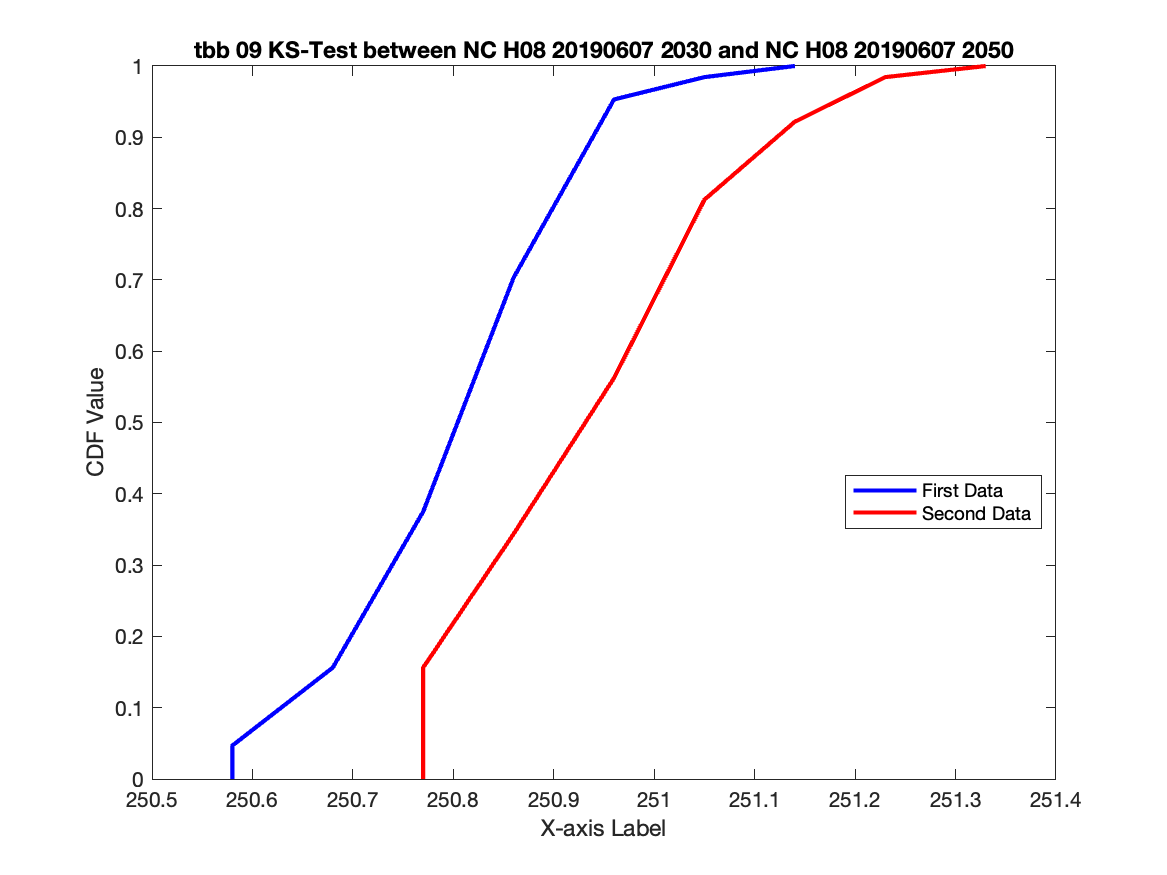 tbb 09 KS-Test between NC H08 20190607 2030 and NC H08 20190607 2050
1
0.9
0.8
0.7
0.6
0.5
0.4
0.3
0.2
0.1
0
CDF Value
First Data
Second Data
250.5 250.6 250.7 250.8 250.9 251 251.1 251.2 251.3 251.4
X-axis Label